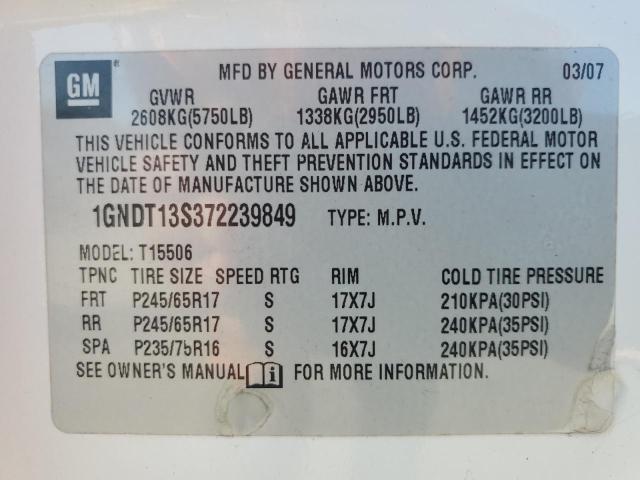 GM ® MFD BY GENERAL MOTORS CORP. 03/07
GVWR GAWR FRT GAWR RR
2608KG(5750LB) 1338KG(2950LB) 1452KG(3200LB)
THIS VEHICLE CONFORMS TO ALL APPLICABLE U.S. FEDERAL MOTOR
VEHICLE SAFETY AND THEFT PREVENTION STANDARDS IN EFFECT ON
THE DATE OF MANUFACTURE SHOWN ABOVE.
1GNDT13S372239849 TYPE: M.P.V.
MODEL: T15506
TPNC TIRE SIZE SPEED RTG RIM COLD TIRE PRESSURE
FRT P245/65R17 S 17X7J 210KPA(30PSI)
RR P245/65R17 S 17X7J 240KPA(35PSI)
SPA P235/75R16 S 16X7J 240KPA(35PSI)
SEE OWNER'S MANUAL i FOR MORE INFORMATION.